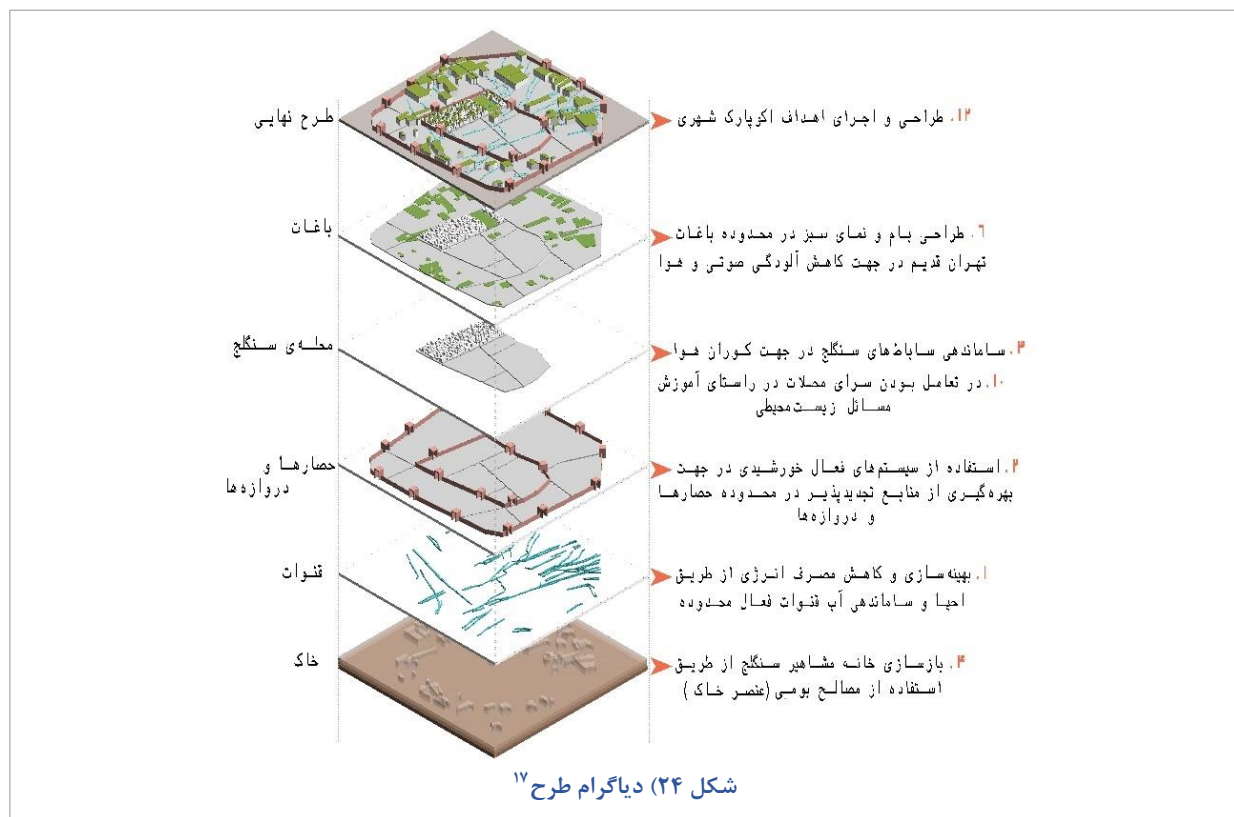 ۱۲. طراحی و اجرای اهداف اکوپارک شهری
طرح نهایی
۶. طراحی بام و نمای سبز در محدوده باغات
تهران قدیم در جهت کاهش آلودگی صوتی و هوا
باغات
۳. ساماندهی ساباط‌های سنگلج در جهت کوران هوا
۱۰. در تعامل بودن سرای محلات در راستای آموزش
مسائل زیست‌محیطی
محله‌ی سنگلج
۲. استفاده از سیستم‌های فعال خورشیدی در جهت
بهره‌گیری از منابع تجدیدپذیر در محدوده حصارها
و دروازه‌ها
حصارها و
دروازه‌ها
۱. بهینه‌سازی و کاهش مصرف انرژی از طریق
احیا و ساماندهی آب قنوات فعال محدوده
قنوات
۴. بازسازی خانه مشاهیر سنگلج از طریق
استفاده از مصالح بومی (عنصر خاک)
خاک
شکل ۲۴) دیاگرام طرح۱۷